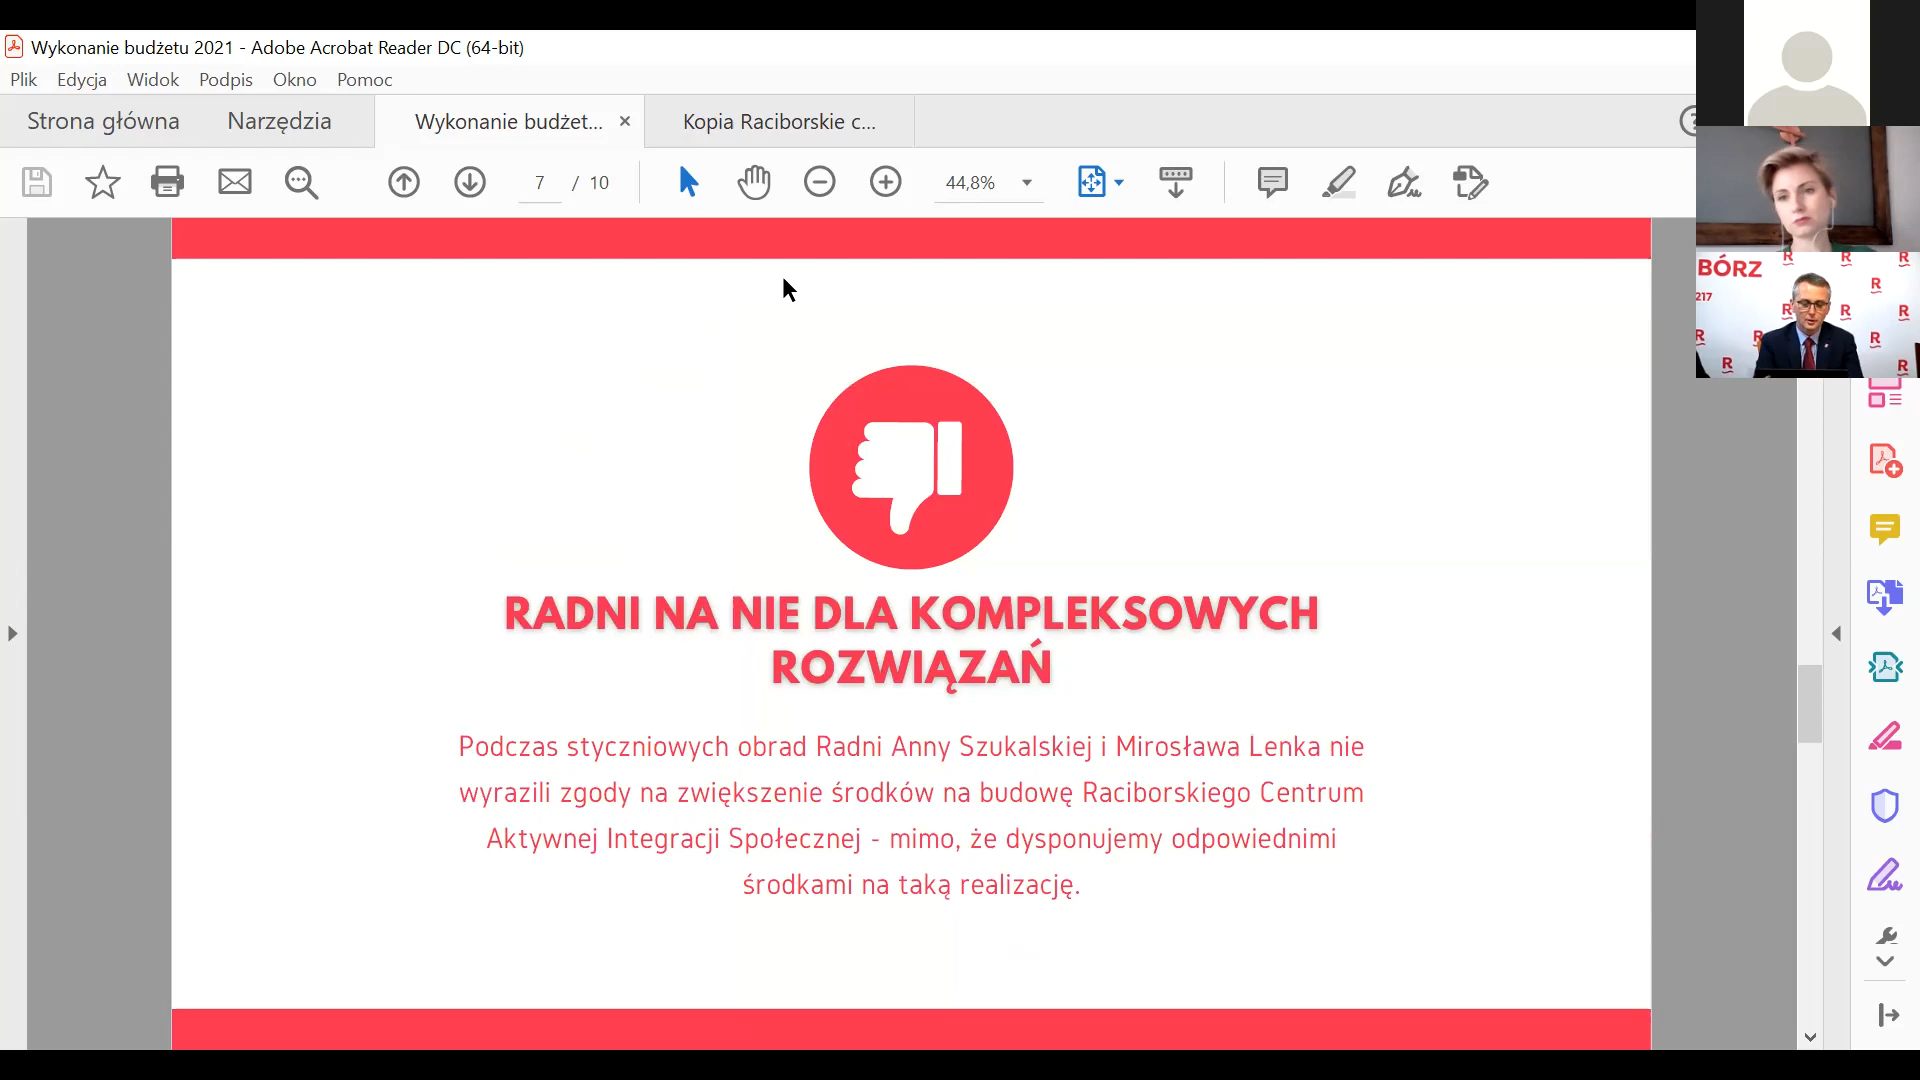 Wykonanie budżetu 2021 - Adobe Acrobat Reader DC (64-bit)
Plik Edycja Widok Podpis Okno Pomoc
Strona główna Narzędzia Wykonanie budżet... × Kopia Raciborskie c...
7 / 10 44,8%
BÓRZ
217
R R R
R
R R R
R R R
R R
RADNI NA NIE DLA KOMPLEKSOWYCH
ROZWIĄZAŃ
Podczas styczniowych obrad Radni Anny Szukalskiej i Mirosława Lenka nie
wyrazili zgody na zwiększenie środków na budowę Raciborskiego Centrum
Aktywnej Integracji Społecznej - mimo, że dysponujemy odpowiednimi
środkami na taką realizację.